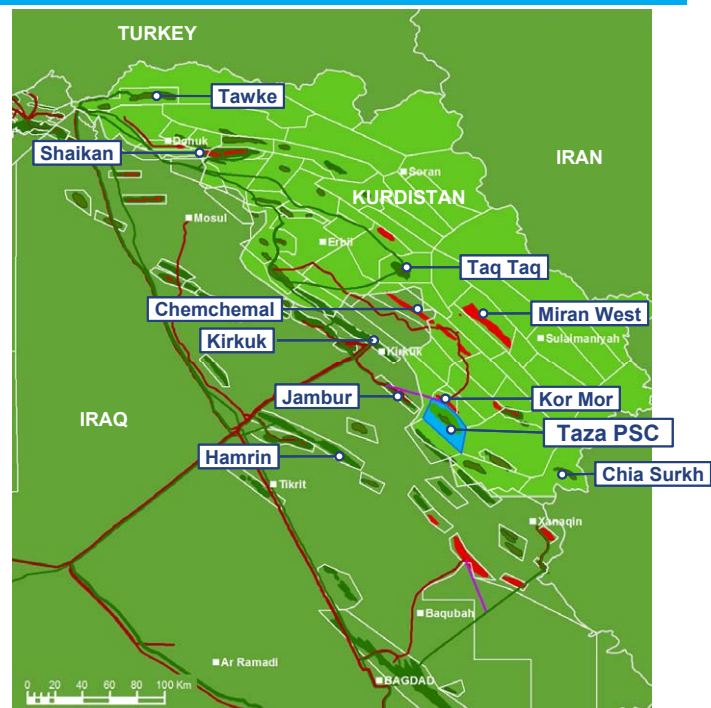 TURKEY
Tawke
Dohuk
Shaikan
IRAN
Soran
KURDISTAN
Mosul
Erbil
Taq Taq
Chemchemal
Miran West
Kirkuk
Sulaimaniyah
Kirkuk
Jambur
Kor Mor
IRAQ
Taza PSC
Hamrin
Chia Surkh
Tikrit
Xanaqin
Baqubah
Ar Ramadi
BAGDAD
0 20 40 60 80 100 Km